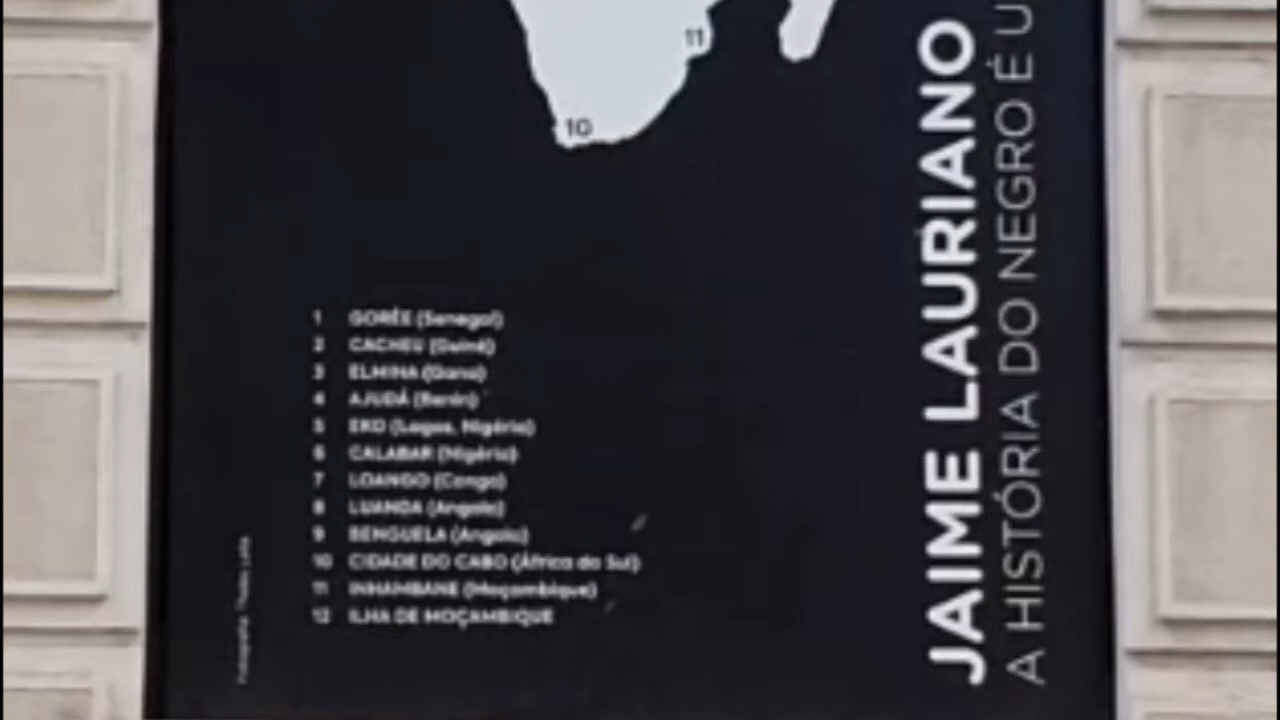 11
10
1 GORÉE (Senegal)
2 CACHEU (Guiné)
3 ELMINA (Gana)
4 AJUDÁ (Benin)
5 EKO (Lagos, Nigéria)
6 CALABAR (Nigéria)
7 LOANGO (Congo)
8 LUANDA (Angola)
9 BENGUELA (Angola)
10 CIDADE DO CABO (África do Sul)
11 INHAMBANE (Moçambique)
12 ILHA DE MOÇAMBIQUE
JAIME LAURIANO
A HISTÓRIA DO NEGRO É U
Fotografia: